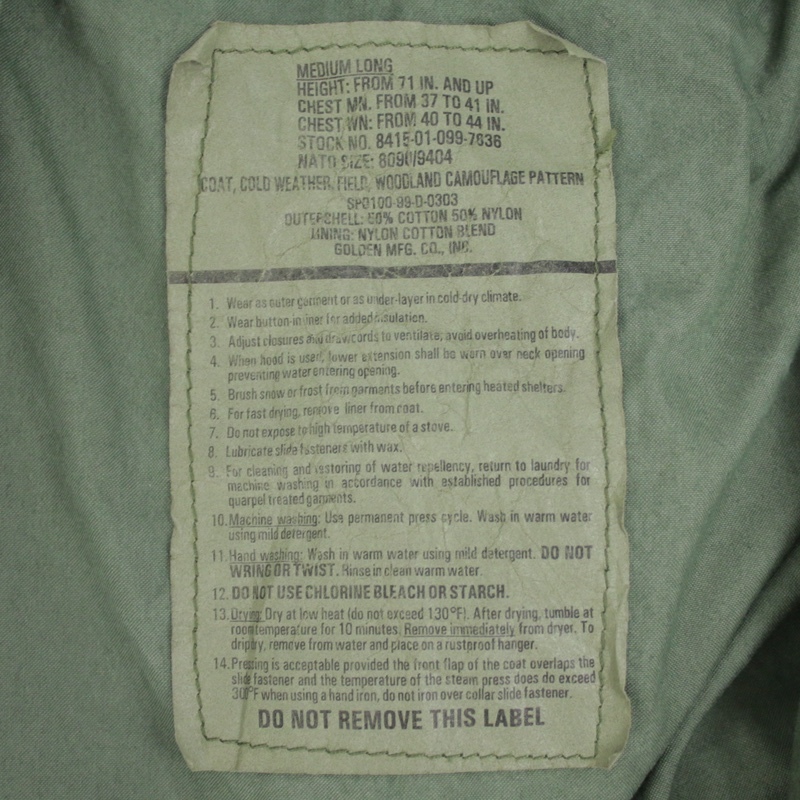 MEDIUM LONG
HEIGHT: FROM 71 IN. AND UP
CHEST MN. FROM 37 TO 41 IN.
CHEST WN: FROM 40 TO 44 IN.
STOCK NO. 8415-01-099-7836
NATO SIZE: 8090/9404
COAT, COLD WEATHER, FIELD, WOODLAND CAMOUFLAGE PATTERN
SPO100-99-D-0303
OUTERSHELL: 50% COTTON 50% NYLON
LINING: NYLON COTTON BLEND
GOLDEN MFG. CO., INC.
1. Wear as outer garment or as under-layer in cold-dry climate.
2. Wear button-in liner for added insulation.
3. Adjust closures and drawcords to ventilate, avoid overheating of body.
4. When hood is used, lower extension shall be worn over neck opening
preventing water entering opening.
5. Brush snow or frost from garments before entering heated shelters.
6. For fast drying, remove liner from coat.
7. Do not expose to high temperature of a stove.
8. Lubricate slide fasteners with wax.
9. For cleaning and restoring of water repellency, return to laundry for
machine washing in accordance with established procedures for
quarpel treated garments.
10. Machine washing: Use permanent press cycle. Wash in warm water
using mild detergent.
11. Hand washing: Wash in warm water using mild detergent. DO NOT
WRING OR TWIST. Rinse in clean warm water.
12. DO NOT USE CHLORINE BLEACH OR STARCH.
13. Drying: Dry at low heat (do not exceed 130°F). After drying, tumble at
room temperature for 10 minutes. Remove immediately from dryer. To
drip dry, remove from water and place on a rustproof hanger.
14. Pressing is acceptable provided the front flap of the coat overlaps the
slide fastener and the temperature of the steam press does do exceed
when using a hand iron, do not iron over collar slide fastener.
DO NOT REMOVE THIS LABEL